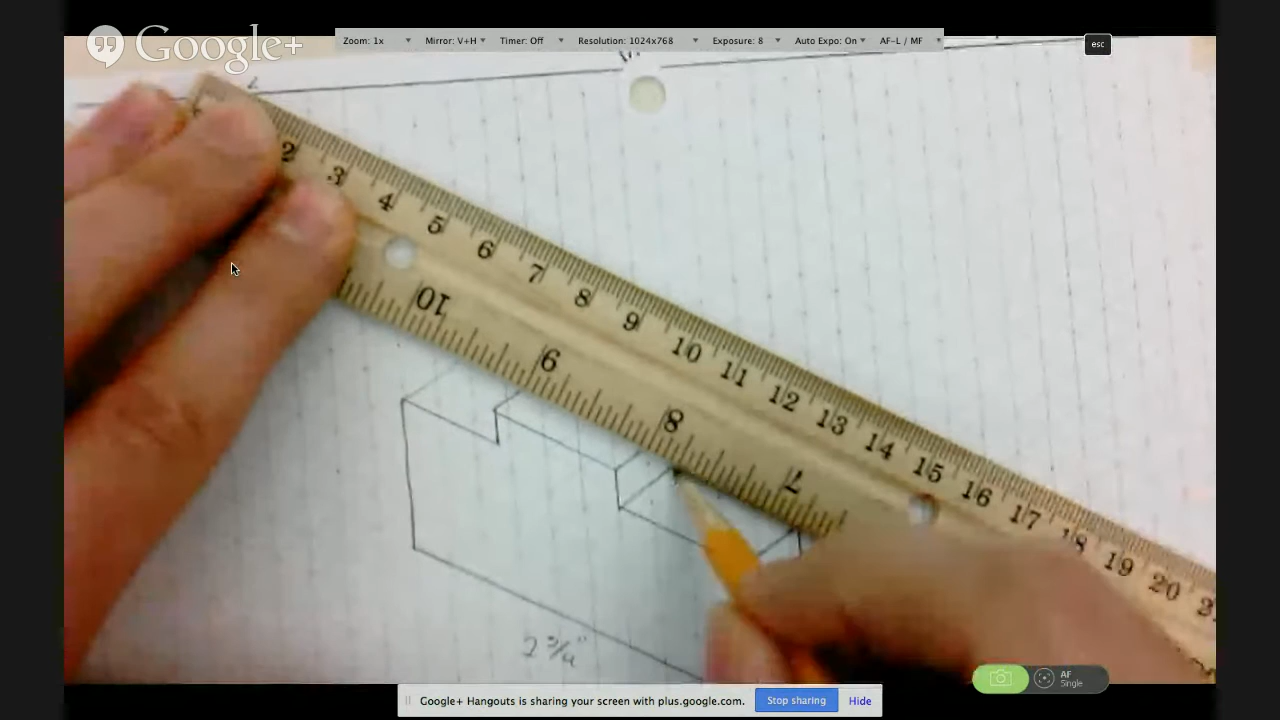 Google+
Zoom: 1x Mirror: V+H Timer: Off Resolution: 1024x768 Exposure: 8 Auto Expo: On AF-L / MF
esc
2 3 4 5 6 7 8 9 10 11 12 13 14 15 16 17 18 19 20
10 9 8 7
2 3/4"
AF
Single
Google+ Hangouts is sharing your screen with plus.google.com. Stop sharing Hide